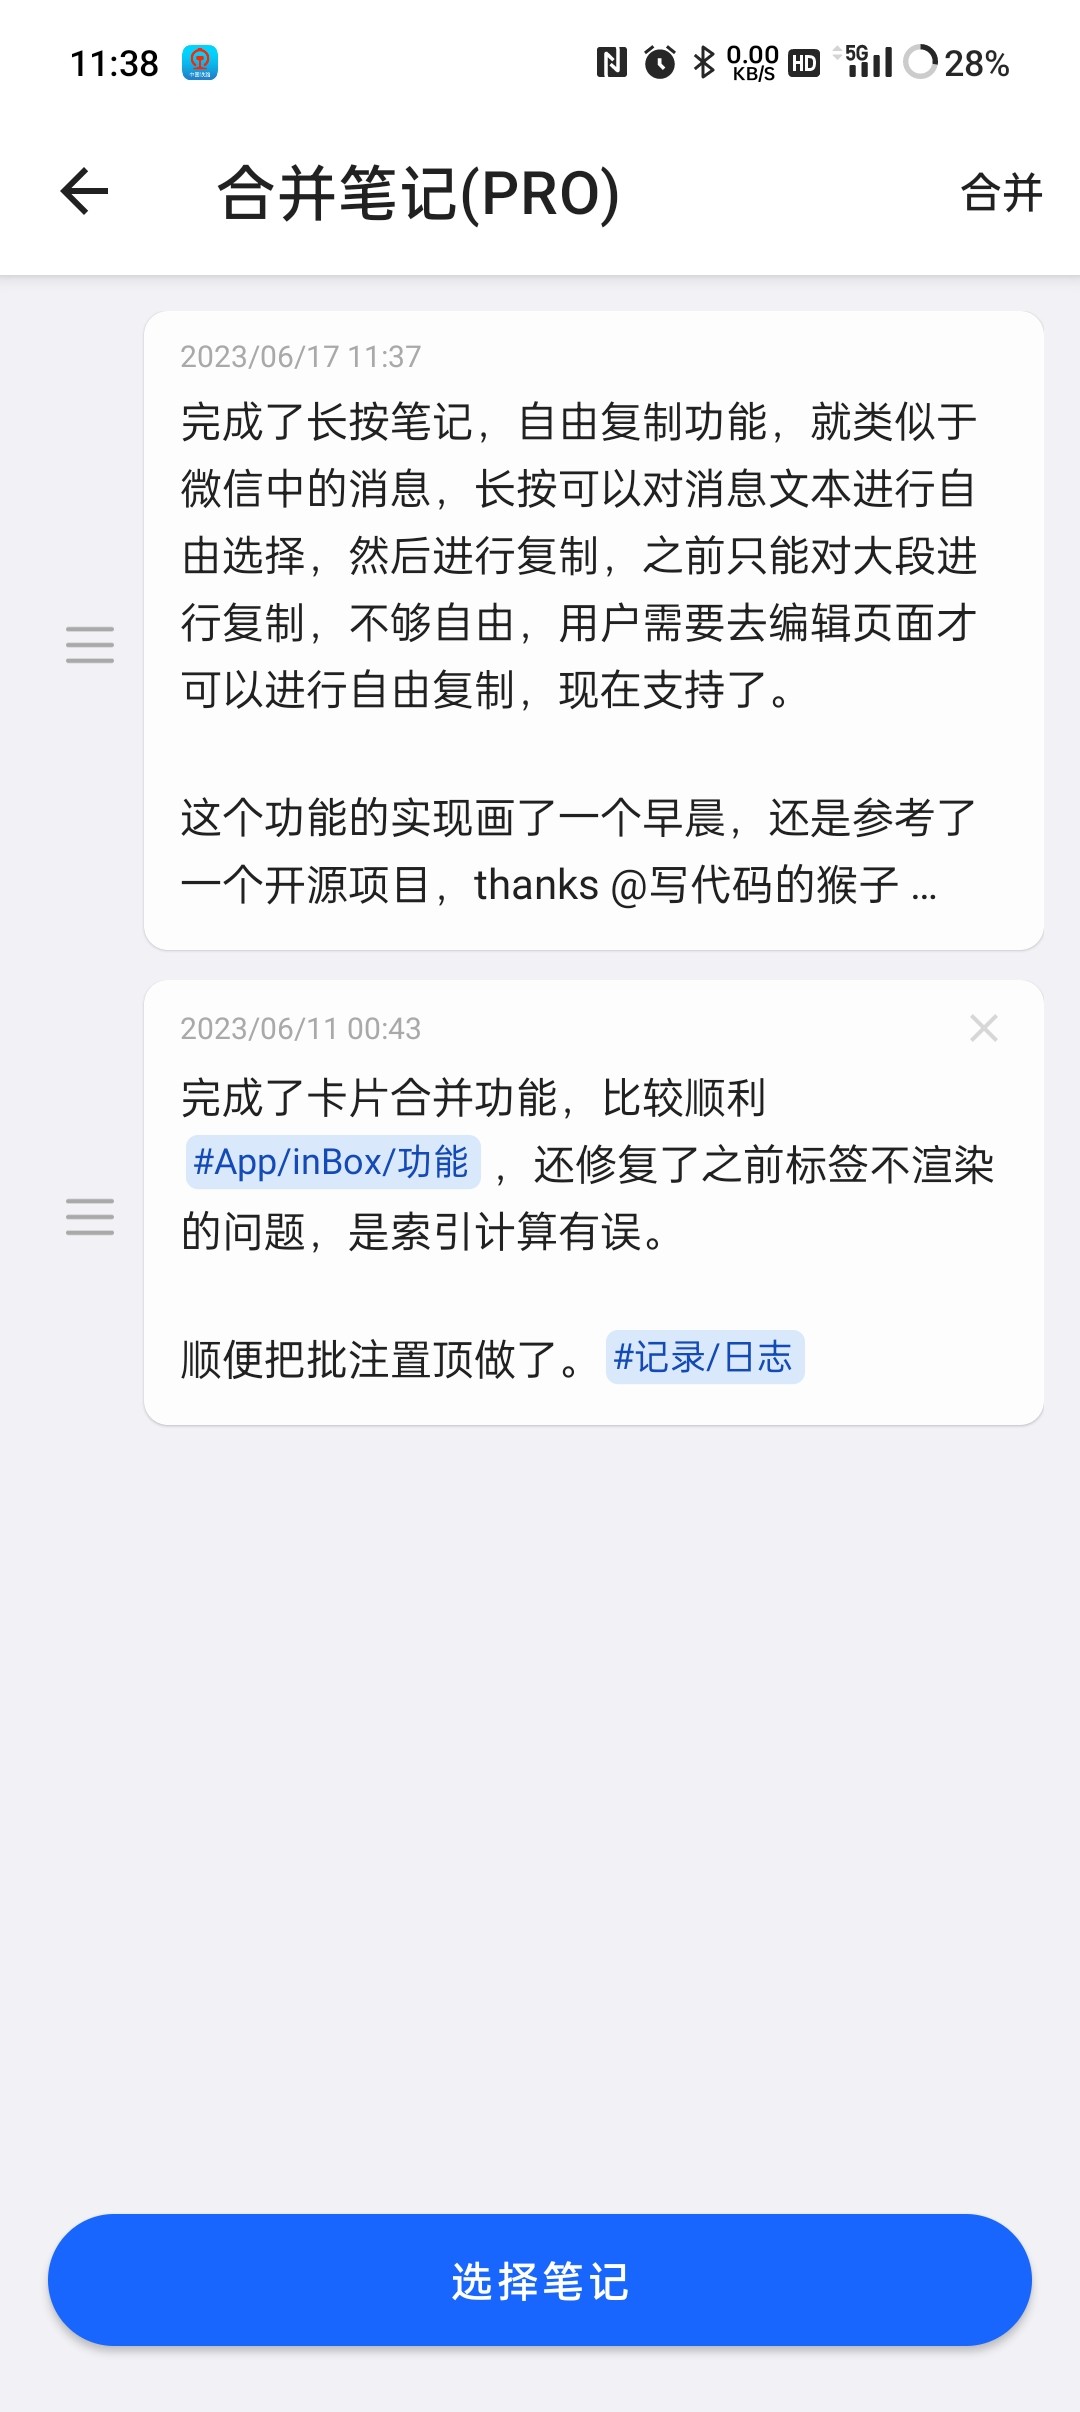 11:38
0.00
KB/S
HD
5G
28%
合并笔记(PRO)
合并
2023/06/17 11:37
完成了长按笔记，自由复制功能，就类似于
微信中的消息，长按可以对消息文本进行自
由选择，然后进行复制，之前只能对大段进
行复制，不够自由，用户需要去编辑页面才
可以进行自由复制，现在支持了。
这个功能的实现画了一个早晨，还是参考了
一个开源项目，thanks @写代码的猴子 ...
2023/06/11 00:43
完成了卡片合并功能，比较顺利
#App/inBox/功能 ，还修复了之前标签不渲染
的问题，是索引计算有误。
顺便把批注置顶做了。 #记录/日志
选择笔记